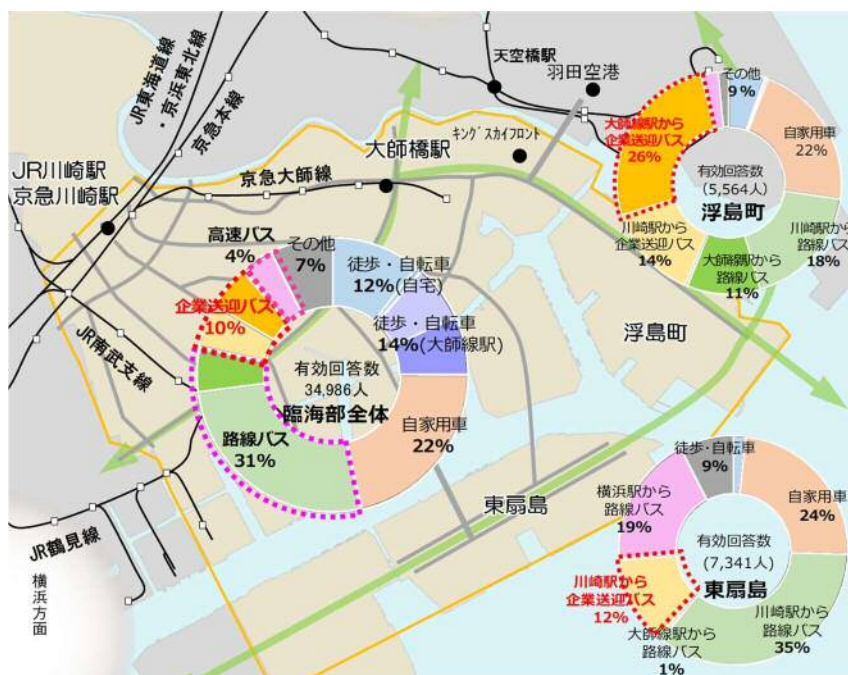 JR東海道線
・京浜東北線
京急本線
天空橋駅
羽田空港
その他
9%
大師線駅から
企業送迎バス
26%
自家用車
22%
有効回答数
(5,564人)
浮島町
川崎駅から
企業送迎バス
14%
大師線駅から
路線バス
11%
川崎駅から
路線バス
18%
キングスカイフロント
大師橋駅
JR川崎駅
京急川崎駅
京急大師線
高速バス
4%
その他
7%
徒歩・自転車
12%(自宅)
企業送迎バス
10%
徒歩・自転車
14%(大師線駅)
浮島町
JR南武支線
有効回答数
34,986人
臨海部全体
自家用車
22%
路線バス
31%
東扇島
JR鶴見線
横浜方面
徒歩・自転車
9%
横浜駅から
路線バス
19%
自家用車
24%
有効回答数
(7,341人)
東扇島
川崎駅から
企業送迎バス
12%
大師線駅から
路線バス
1%
川崎駅から
路線バス
35%